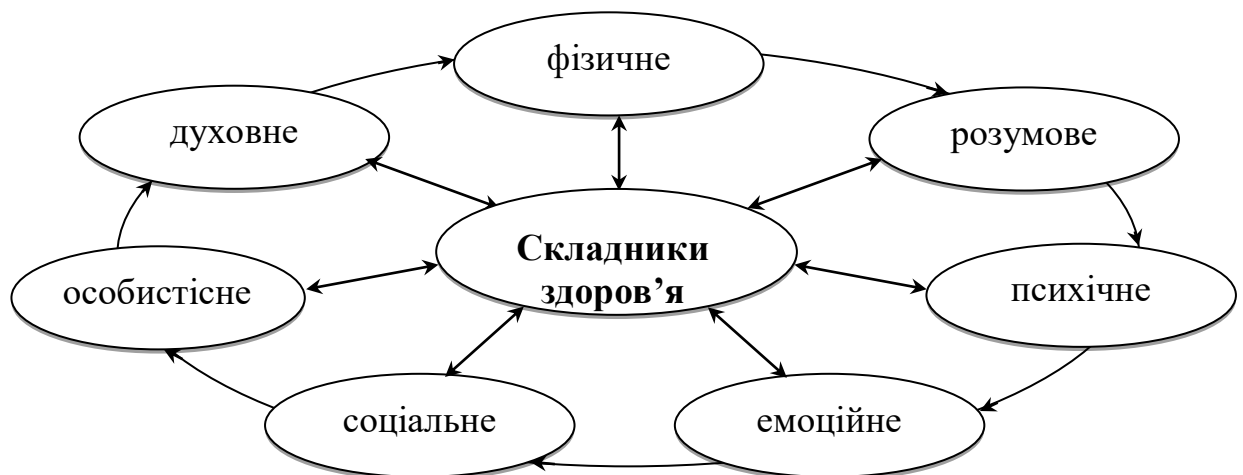 фізичне
духовне
розумове
Складники
здоров’я
особистісне
психічне
соціальне
емоційне